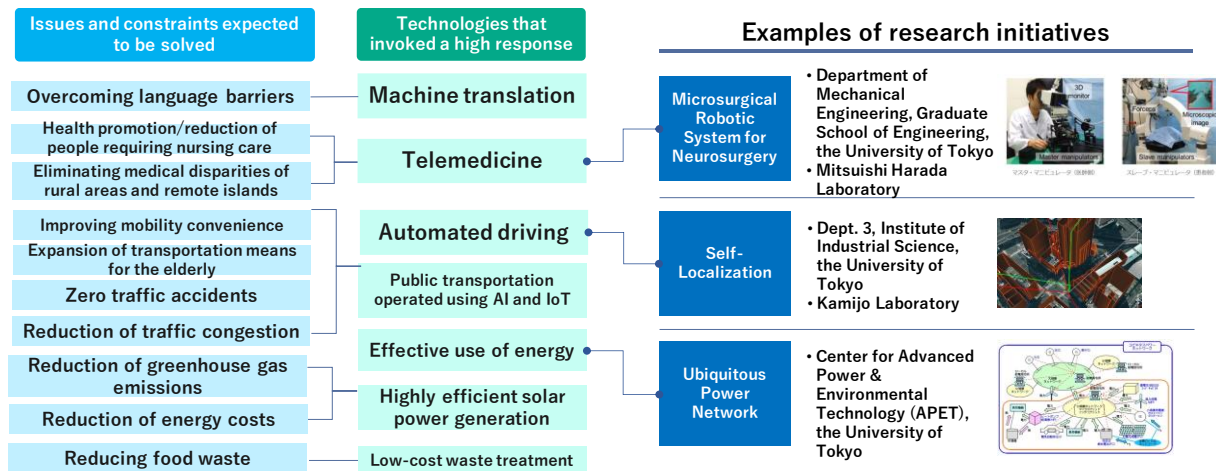 Issues and constraints expected
to be solved
Technologies that
invoked a high response
Examples of research initiatives
Overcoming language barriers
Machine translation
Health promotion/reduction of
people requiring nursing care
Eliminating medical disparities of
rural areas and remote islands
Telemedicine
Microsurgical
Robotic
System for
Neurosurgery
• Department of
Mechanical
Engineering, Graduate
School of Engineering,
the University of Tokyo
• Mitsuishi Harada
Laboratory
3D
monitor
Master manipulators
マスタ・マニピュレータ（医師側）
Forceps
Microscopic
image
Slave manipulators
スレーブ・マニピュレータ（患者側）
Improving mobility convenience
Expansion of transportation means
for the elderly
Zero traffic accidents
Reduction of traffic congestion
Automated driving
Public transportation
operated using AI and IoT
Self-
Localization
• Dept. 3, Institute of
Industrial Science,
the University of
Tokyo
• Kamijo Laboratory
Reduction of greenhouse gas
emissions
Reduction of energy costs
Effective use of energy
Highly efficient solar
power generation
Ubiquitous
Power
Network
• Center for Advanced
Power &
Environmental
Technology (APET),
the University of
Tokyo
Reducing food waste
Low-cost waste treatment